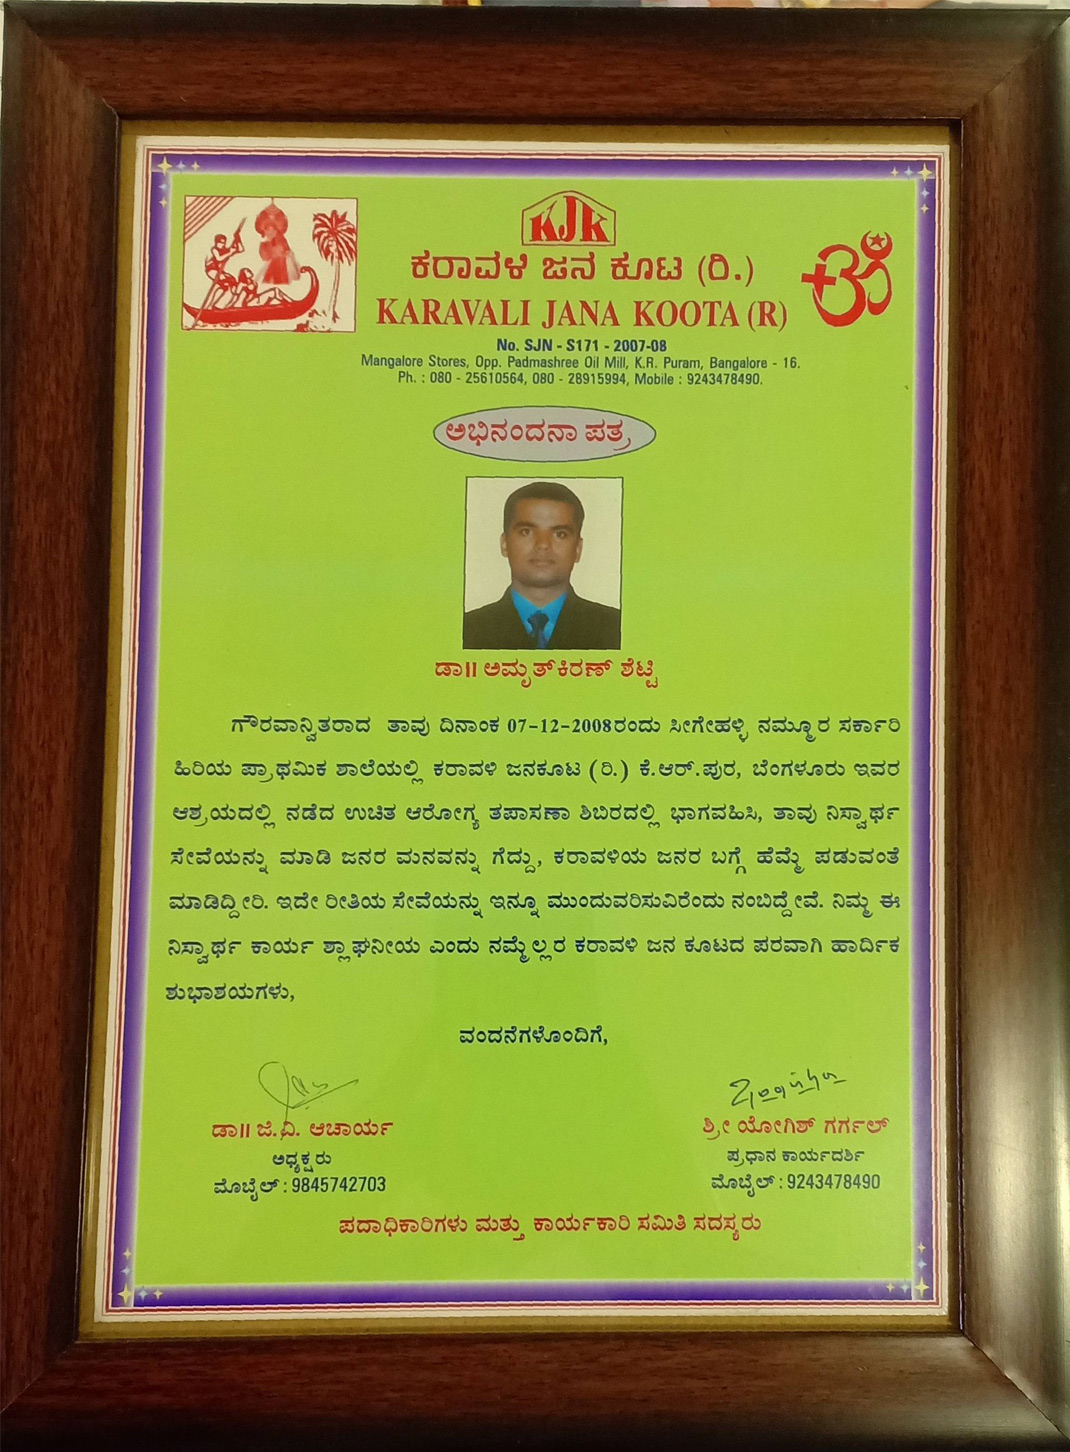 KJK
ಕರಾವಳಿ ಜನ ಕೂಟ (ರಿ.)
KARAVALI JANA KOOTA (R)
No. SJN - S171 - 2007-08
Mangalore Stores, Opp. Padmashree Oil Mill, K.R. Puram, Bangalore - 16.
Ph. : 080 - 25610564, 080 - 28915994, Mobile : 9243478490.
ಅಭಿನಂದನಾ ಪತ್ರ
ಡಾ॥ ಅಮೃತ್‌ಕಿರಣ್ ಶೆಟ್ಟಿ
ಗೌರವಾನ್ವಿತರಾದ ತಾವು ದಿನಾಂಕ 07-12-2008ರಂದು ಸೀಗೇಹಳ್ಳಿ ನಮ್ಮೂರ ಸರ್ಕಾರಿ
ಹಿರಿಯ ಪ್ರಾಥಮಿಕ ಶಾಲೆಯಲ್ಲಿ ಕರಾವಳಿ ಜನಕೂಟ (ರಿ.) ಕೆ.ಆರ್.ಪುರ, ಬೆಂಗಳೂರು ಇವರ
ಆಶ್ರಯದಲ್ಲಿ ನಡೆದ ಉಚಿತ ಆರೋಗ್ಯ ತಪಾಸಣಾ ಶಿಬಿರದಲ್ಲಿ ಭಾಗವಹಿಸಿ, ತಾವು ನಿಸ್ವಾರ್ಥ
ಸೇವೆಯನ್ನು ಮಾಡಿ ಜನರ ಮನವನ್ನು ಗೆದ್ದು, ಕರಾವಳಿಯ ಜನರ ಬಗ್ಗೆ ಹೆಮ್ಮೆ ಪಡುವಂತೆ
ಮಾಡಿದ್ದೀರಿ. ಇದೇ ರೀತಿಯ ಸೇವೆಯನ್ನು ಇನ್ನೂ ಮುಂದುವರಿಸುವಿರೆಂದು ನಂಬಿದ್ದೇವೆ. ನಿಮ್ಮ ಈ
ನಿಸ್ವಾರ್ಥ ಕಾರ್ಯ ಶ್ಲಾಘನೀಯ ಎಂದು ನಮ್ಮೆಲ್ಲರ ಕರಾವಳಿ ಜನ ಕೂಟದ ಪರವಾಗಿ ಹಾರ್ದಿಕ
ಶುಭಾಶಯಗಳು,
ವಂದನೆಗಳೊಂದಿಗೆ,
ಡಾ॥ ಜಿ.ವಿ. ಆಚಾರ್ಯ
ಅಧ್ಯಕ್ಷರು
ಮೊಬೈಲ್ : 9845742703
ಶ್ರೀ ಯೋಗಿಶ್ ಗರ್ಗಲ್
ಪ್ರಧಾನ ಕಾರ್ಯದರ್ಶಿ
ಮೊಬೈಲ್ : 9243478490
ಪದಾಧಿಕಾರಿಗಳು ಮತ್ತು ಕಾರ್ಯಕಾರಿ ಸಮಿತಿ ಸದಸ್ಯರು